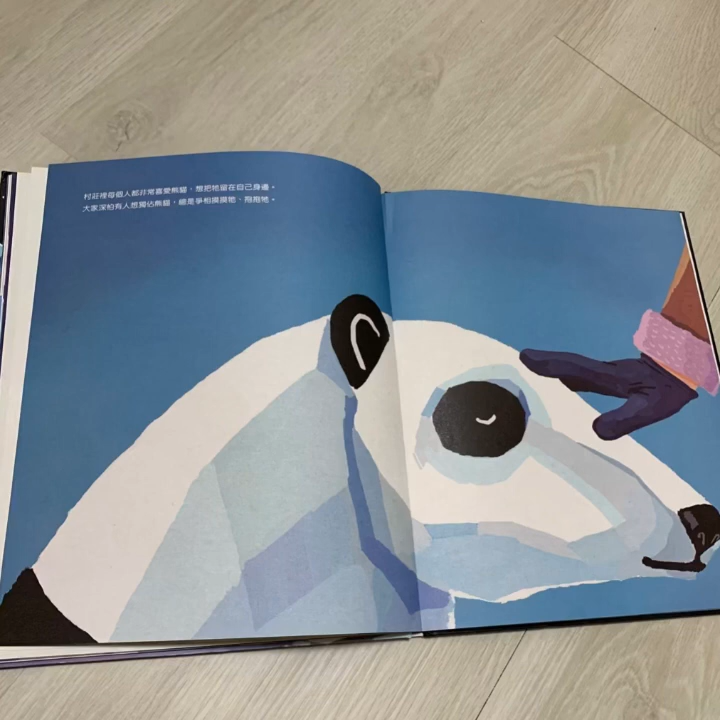 村莊裡每個人都非常喜愛熊貓，想把牠留在自己身邊。
大家深怕有人想獨佔熊貓，總是爭相摸摸牠、抱抱牠。